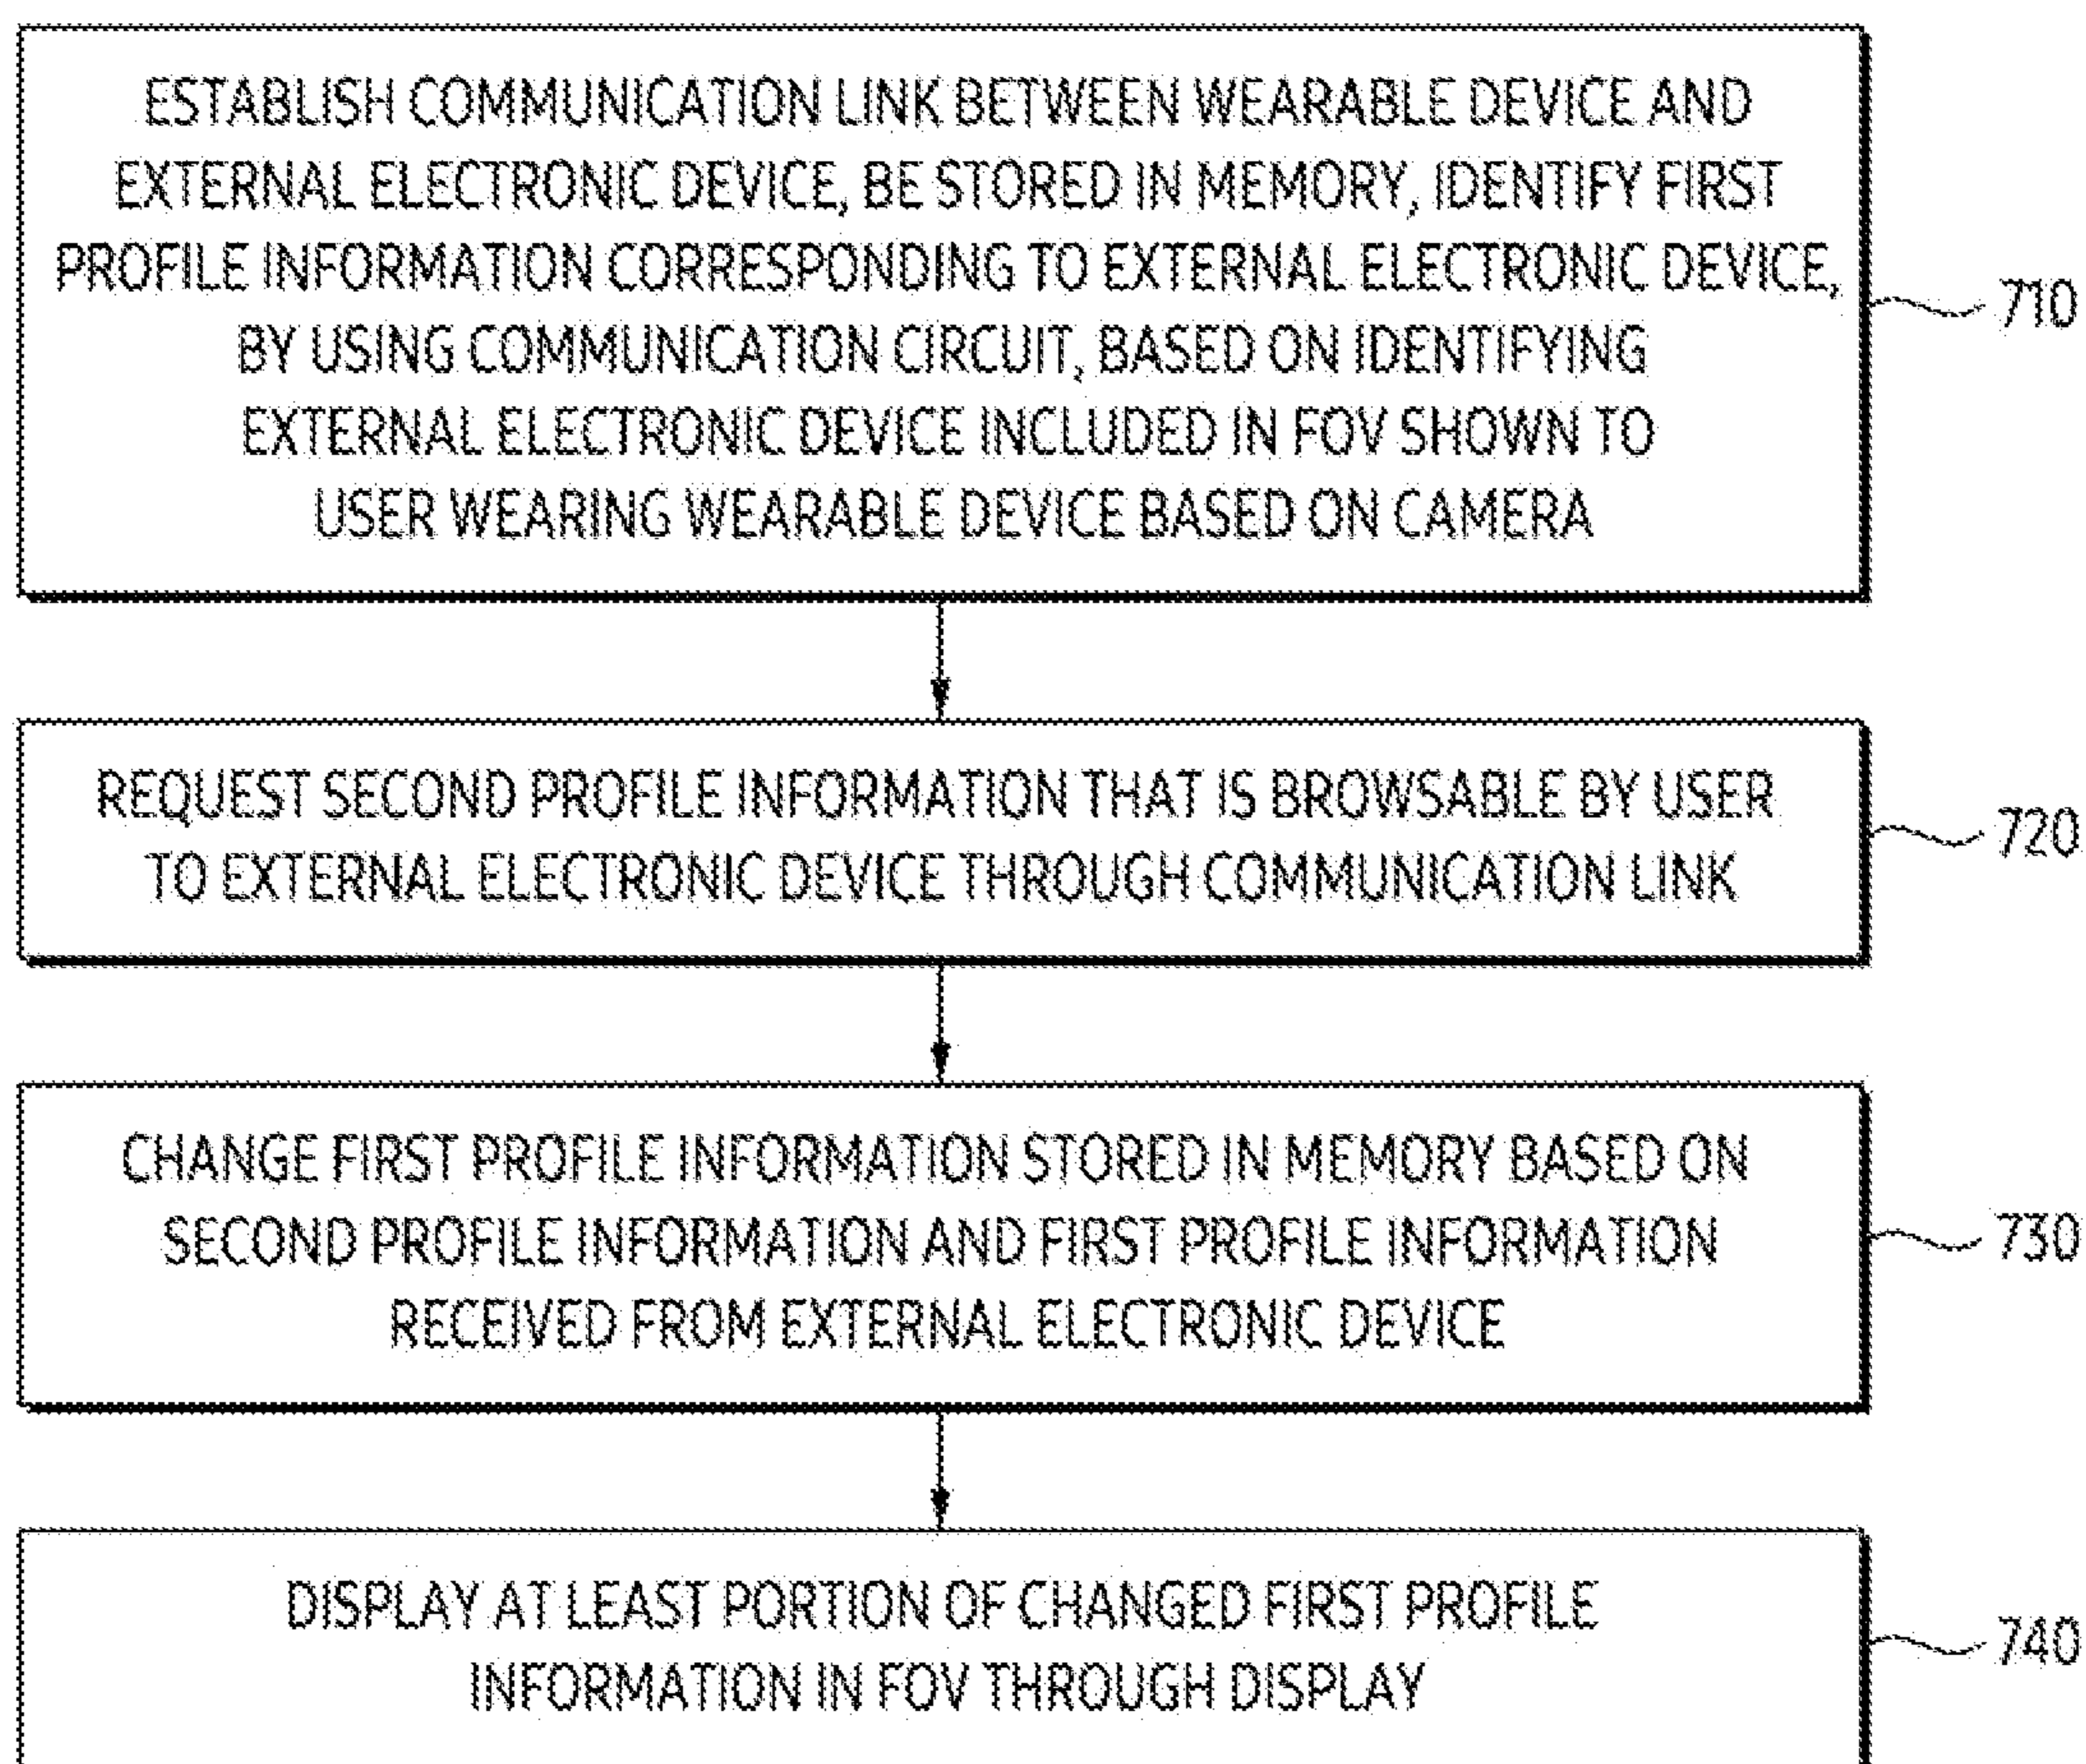 ESTABLISH COMMUNICATION LINK BETWEEN WEARABLE DEVICE AND
EXTERNAL ELECTRONIC DEVICE, BE STORED IN MEMORY, IDENTIFY FIRST
PROFILE INFORMATION CORRESPONDING TO EXTERNAL ELECTRONIC DEVICE,
BY USING COMMUNICATION CIRCUIT, BASED ON IDENTIFYING
EXTERNAL ELECTRONIC DEVICE INCLUDED IN FOV SHOWN TO
USER WEARING WEARABLE DEVICE BASED ON CAMERA
710
REQUEST SECOND PROFILE INFORMATION THAT IS BROWSABLE BY USER
TO EXTERNAL ELECTRONIC DEVICE THROUGH COMMUNICATION LINK
720
CHANGE FIRST PROFILE INFORMATION STORED IN MEMORY BASED ON
SECOND PROFILE INFORMATION AND FIRST PROFILE INFORMATION
RECEIVED FROM EXTERNAL ELECTRONIC DEVICE
730
DISPLAY AT LEAST PORTION OF CHANGED FIRST PROFILE
INFORMATION IN FOV THROUGH DISPLAY
740